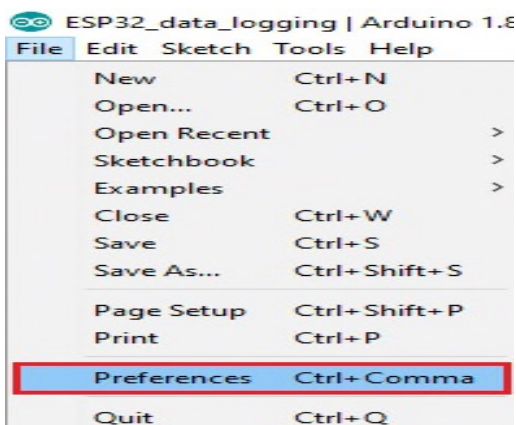 ESP32_data_logging | Arduino 1.8
File Edit Sketch Tools Help
New Ctrl+N
Open... Ctrl+O
Open Recent >
Sketchbook >
Examples >
Close Ctrl+W
Save Ctrl+S
Save As... Ctrl+Shift+S
Page Setup Ctrl+Shift+P
Print Ctrl+P
Preferences Ctrl+Comma
Quit Ctrl+Q